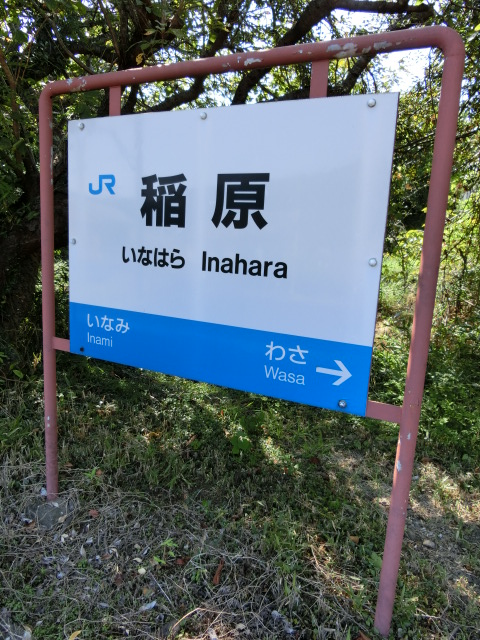 JR
稲原
いなはら Inahara
いなみ わさ
Inami Wasa →